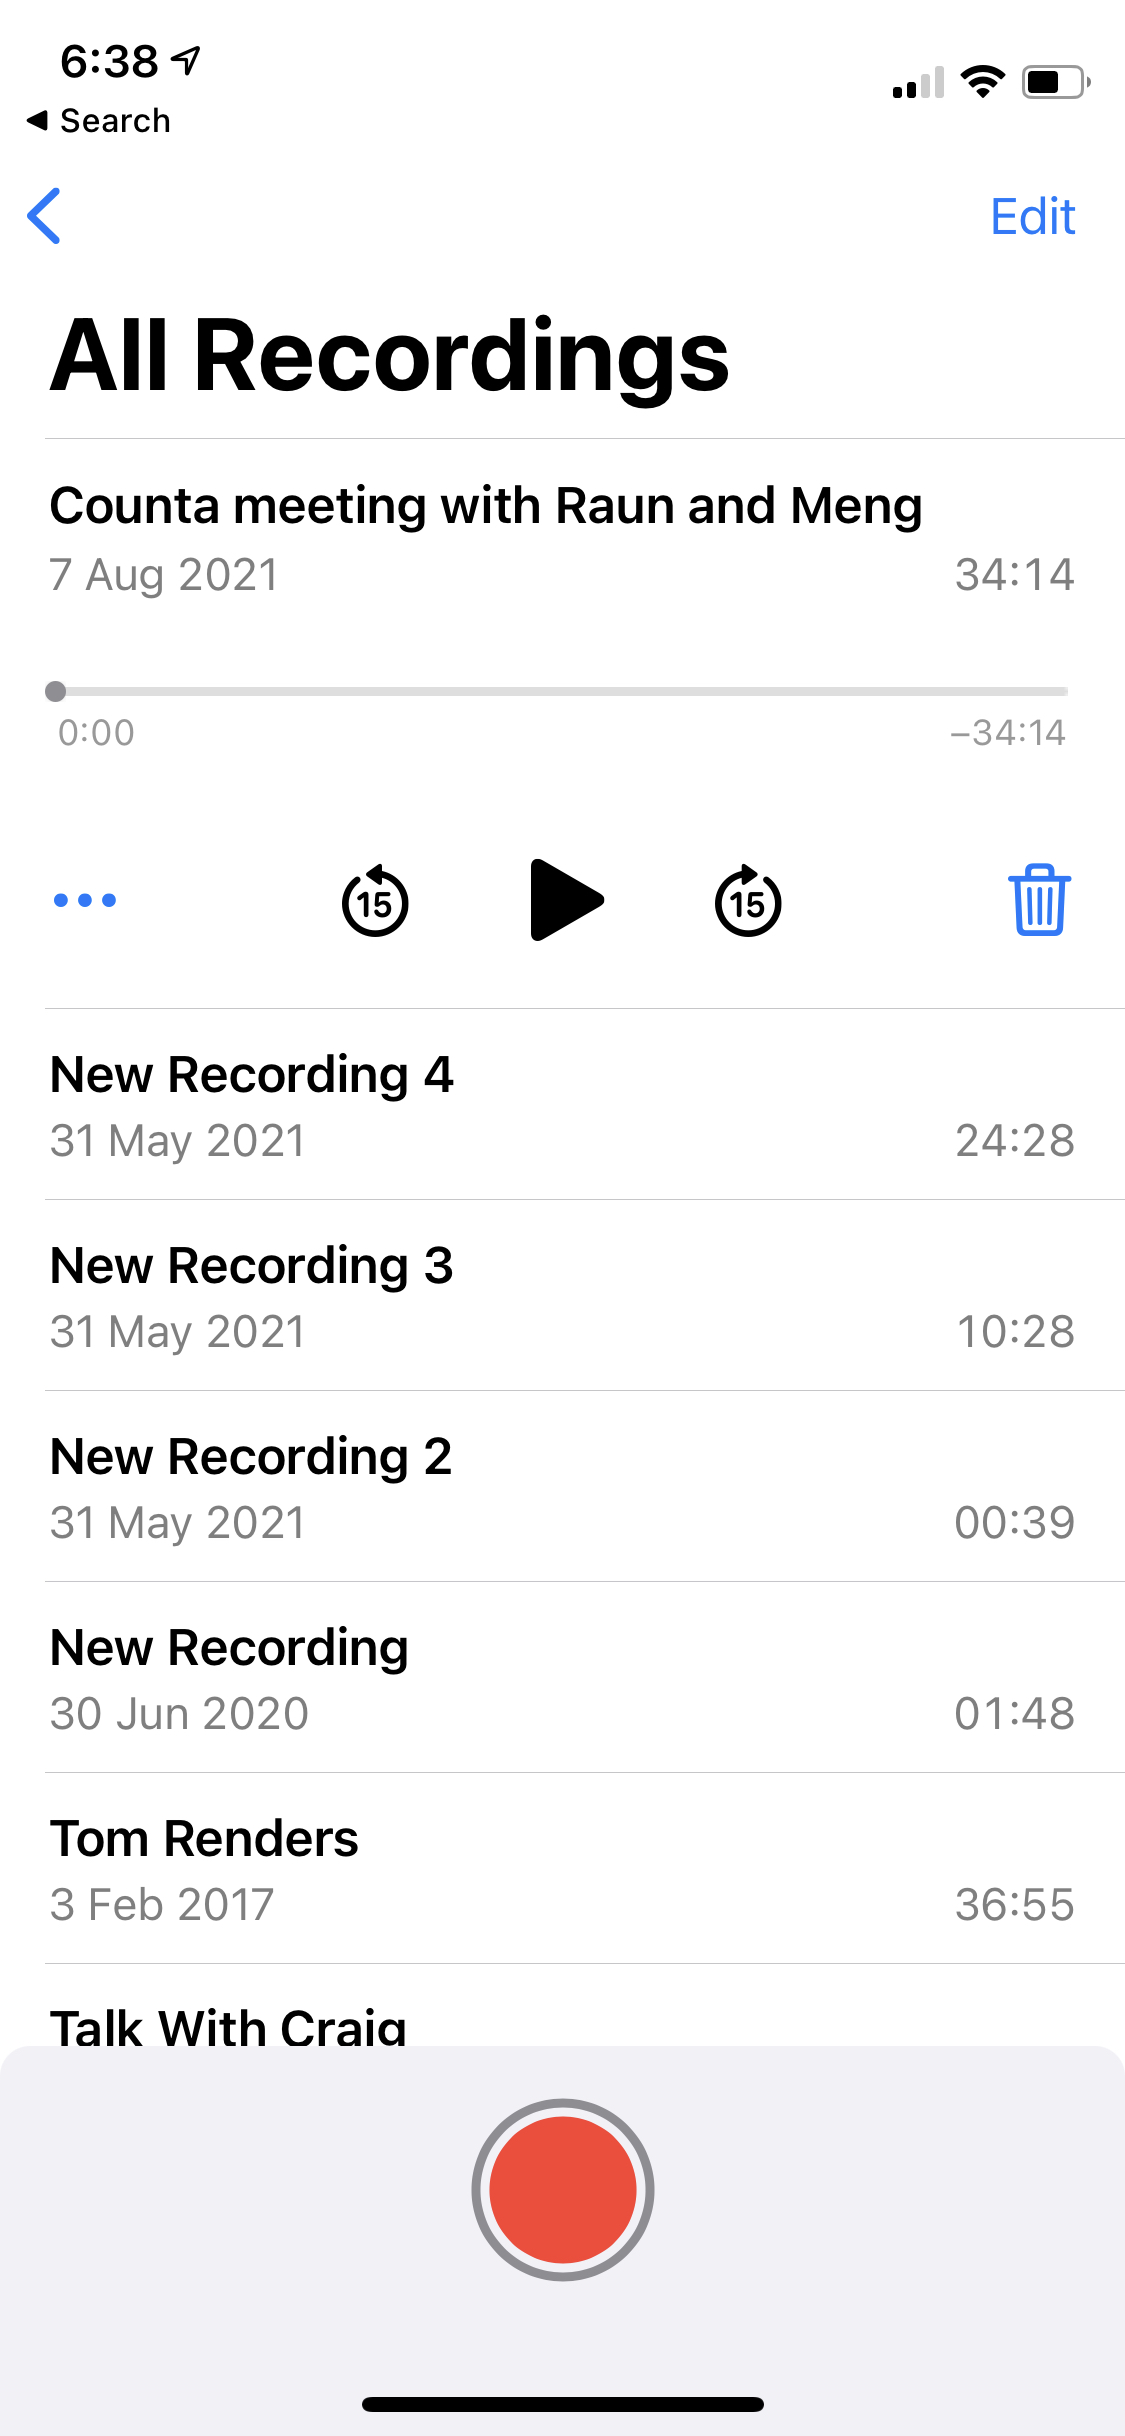 6:38
Search
Edit
All Recordings
Counta meeting with Raun and Meng
7 Aug 2021 34:14
0:00 –34:14
15 15
New Recording 4
31 May 2021 24:28
New Recording 3
31 May 2021 10:28
New Recording 2
31 May 2021 00:39
New Recording
30 Jun 2020 01:48
Tom Renders
3 Feb 2017 36:55
Talk With Craig